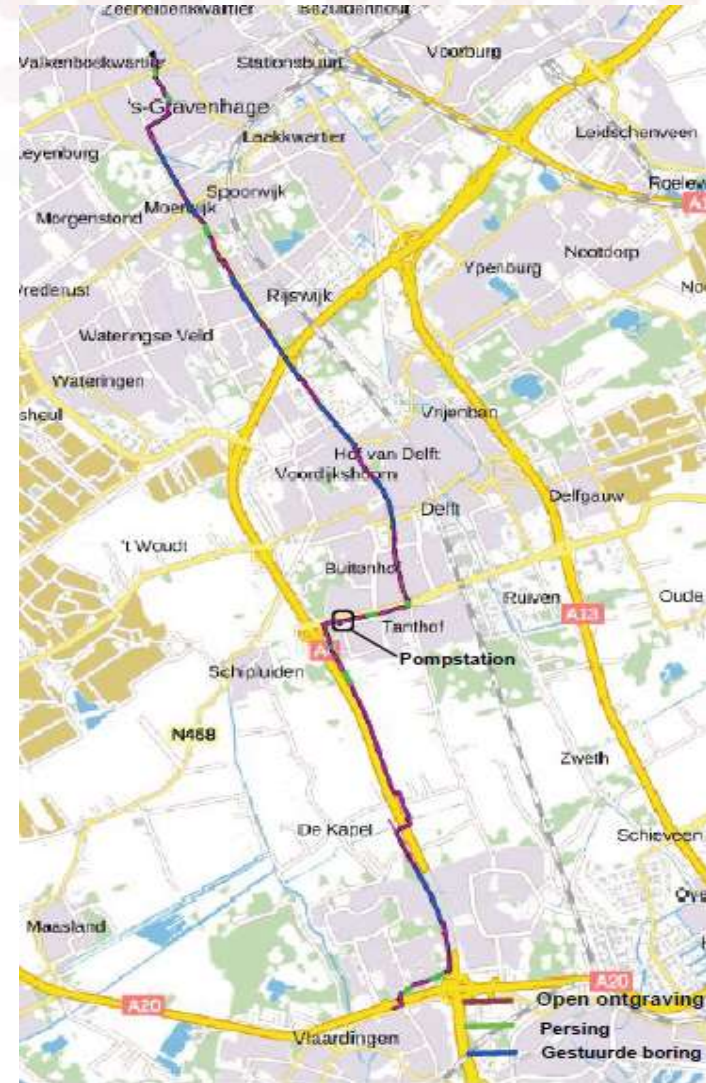 Zeeheldenkwartier
Bezuidenhout
Valkenboskwartier
Stationsbuurt
Voorburg
's-Gravenhage
Laakkwartier
Leidschenveen
Leyenburg
Spoorwijk
Moerwijk
Morgenstond
Nootdorp
Ypenburg
Vrederust
Rijswijk
Wateringse Veld
Wateringen
Vrijenban
Hof van Delft
Voordijkshoorn
Delfgauw
Delft
't Woudt
Buitenhof
Ruiven
Oude
A13
Tanthof
Pompstation
Schipluiden
N468
Zweth
De Kapel
Schieveen
Maasland
A20
A20
Open ontgraving
Persing
Vlaardingen
Gestuurde boring